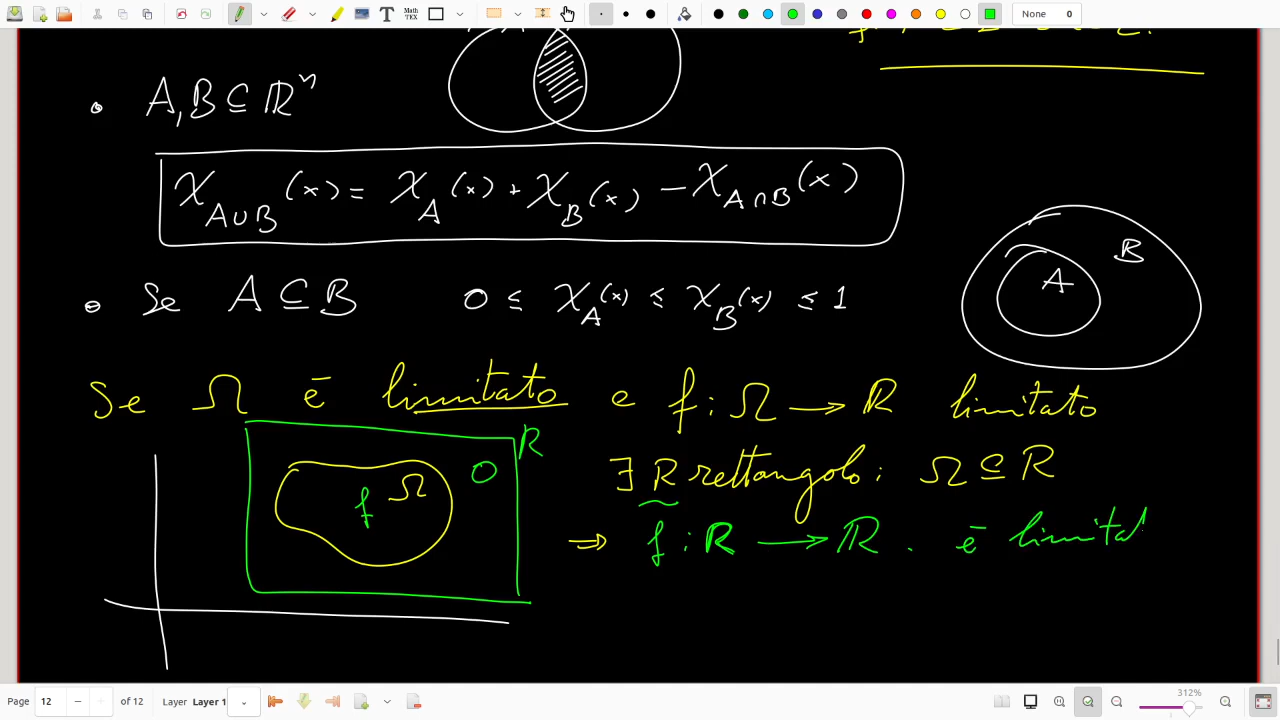 None 0
A, B ⊆ ℝⁿ
χ_{A∪B}(x) = χ_A(x) + χ_B(x) − χ_{A∩B}(x)
• Se A ⊆ B 0 ≤ χ_A(x) ≤ χ_B(x) ≤ 1
B
A
Se Ω è limitato e f : Ω → ℝ limitato
R
∃ R rettangolo : Ω ⊆ R
f Ω 0
⇒ f̃ : R → ℝ . è limitat
Page 12 of 12 Layer Layer 1 312%